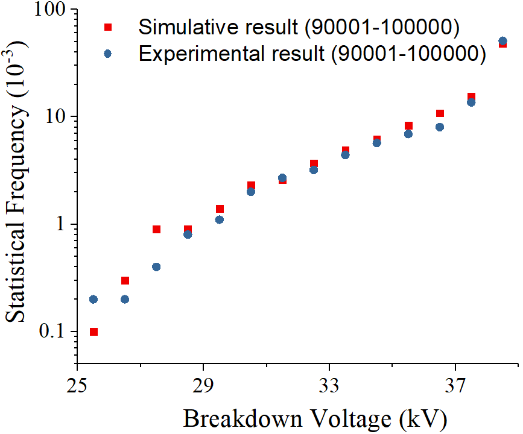 Simulative result (90001-100000)
Experimental result (90001-100000)
Statistical Frequency (10⁻³)
100
10
1
0.1
25
29
33
37
Breakdown Voltage (kV)